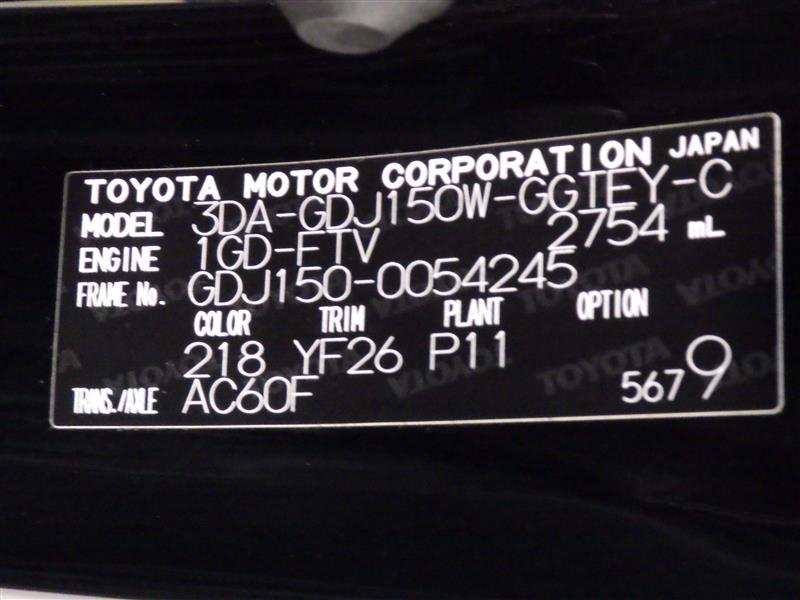 TOYOTA MOTOR CORPORATION JAPAN
MODEL 3DA-GDJ150W-GGTEY-C
ENGINE 1GD-FTV 2754 mL
FRAME No. GDJ150-0054245
COLOR TRIM PLANT OPTION
218 YF26 P11
TRANS./AXLE AC60F 5679